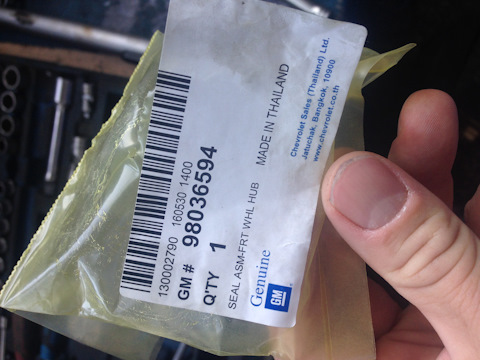 130002790 160530 1400
GM # 98036594
Q'TY 1
SEAL ASM-FRT WHL HUB MADE IN THAILAND
Genuine GM
Chevrolet Sales (Thailand) Ltd.
Jatuchak, Bangkok, 10900
www.chevrolet.co.th